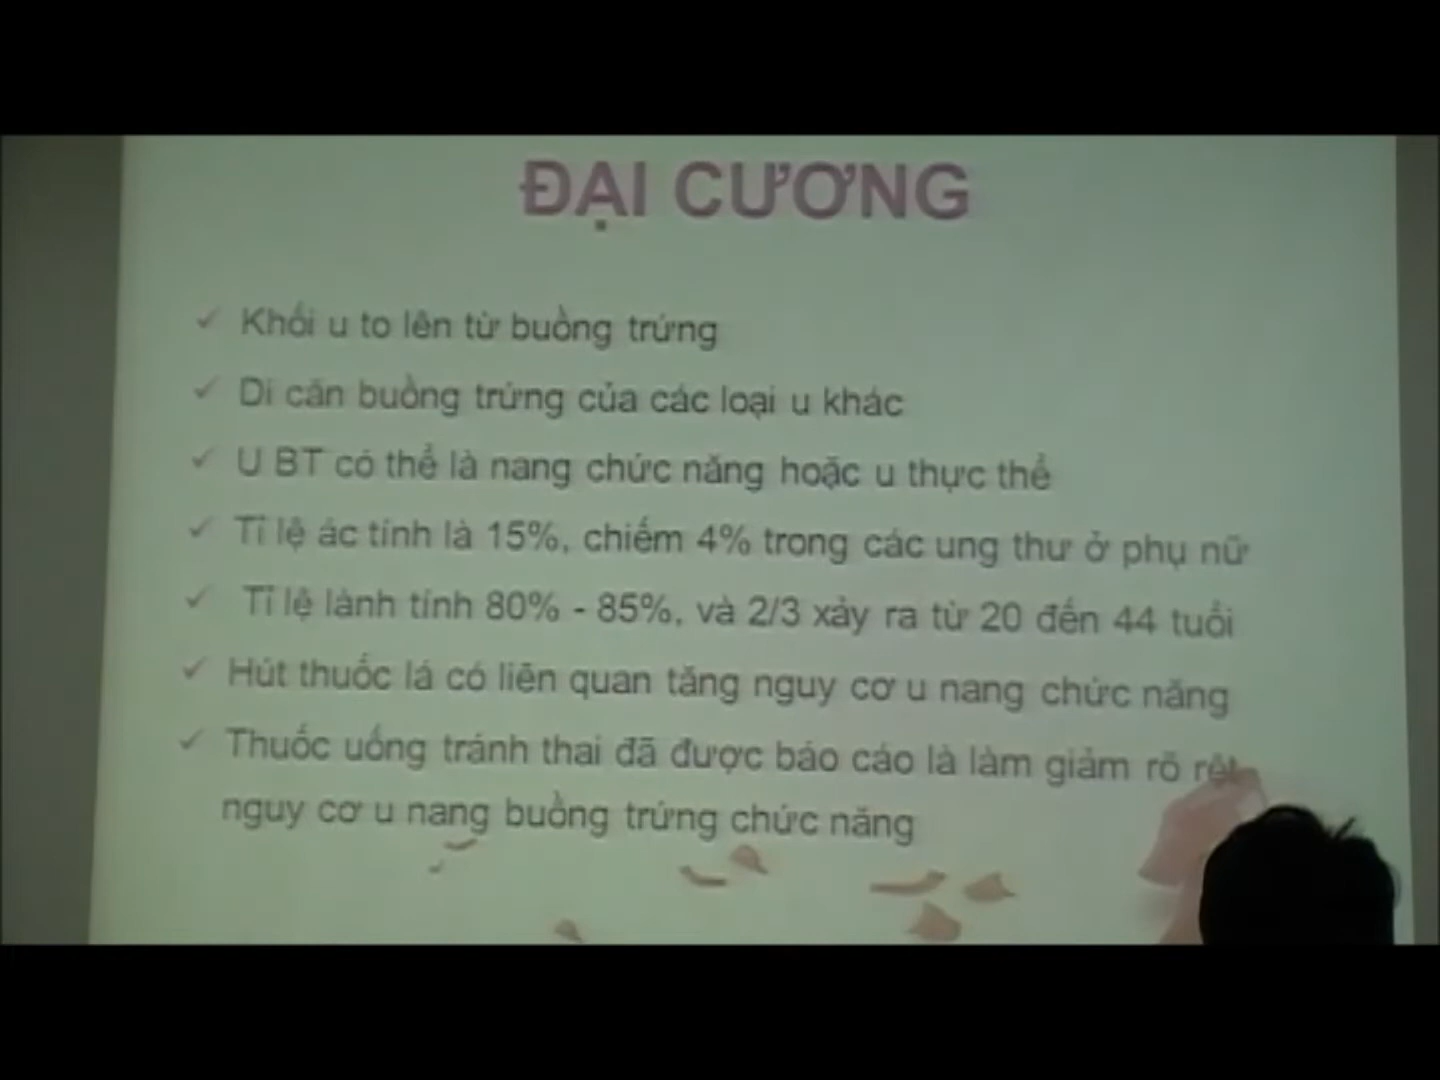 ĐẠI CƯƠNG
✓ Khối u to lên từ buồng trứng
✓ Di căn buồng trứng của các loại u khác
✓ U BT có thể là nang chức năng hoặc u thực thể
✓ Tỉ lệ ác tính là 15%, chiếm 4% trong các ung thư ở phụ nữ
✓ Tỉ lệ lành tính 80% - 85%, và 2/3 xảy ra từ 20 đến 44 tuổi
✓ Hút thuốc lá có liên quan tăng nguy cơ u nang chức năng
✓ Thuốc uống tránh thai đã được báo cáo là làm giảm rõ rệt
nguy cơ u nang buồng trứng chức năng